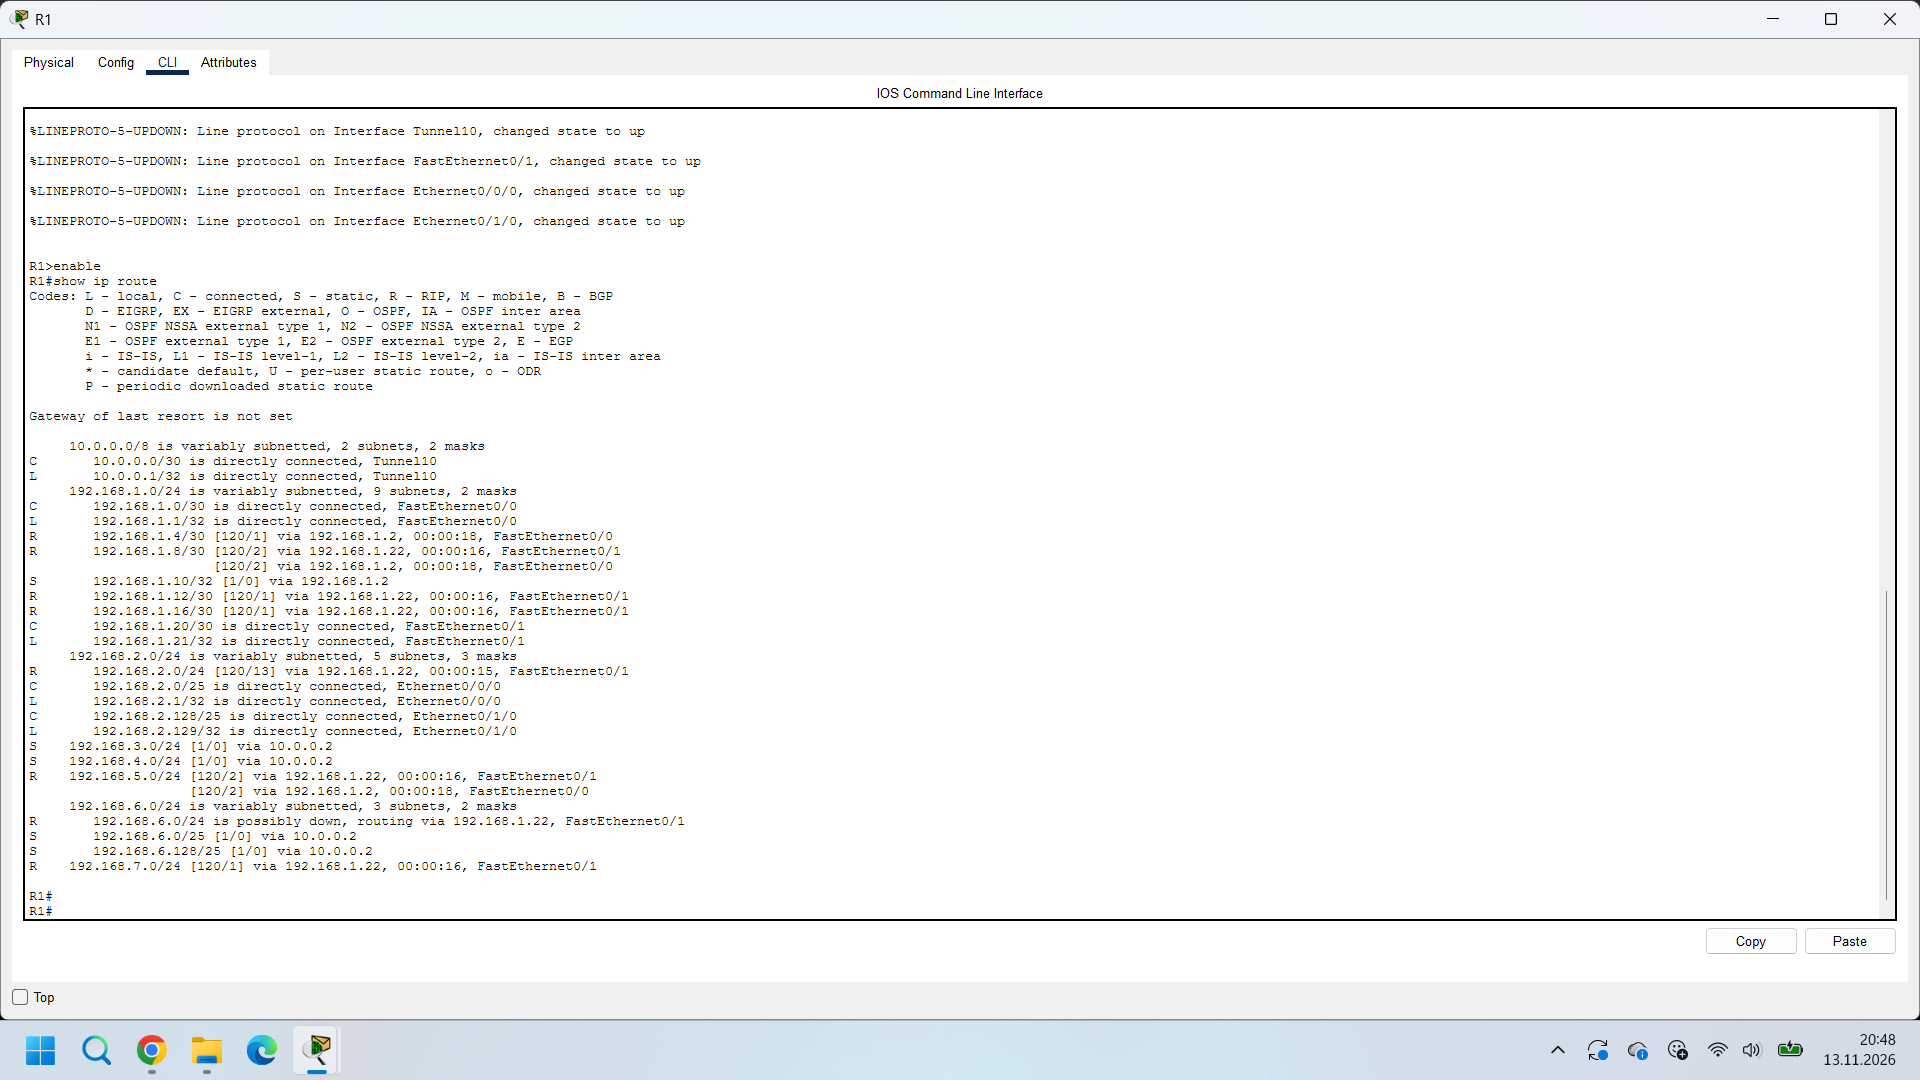 R1
Physical Config CLI Attributes
IOS Command Line Interface
%LINEPROTO-5-UPDOWN: Line protocol on Interface Tunnel10, changed state to up
%LINEPROTO-5-UPDOWN: Line protocol on Interface FastEthernet0/1, changed state to up
%LINEPROTO-5-UPDOWN: Line protocol on Interface Ethernet0/0/0, changed state to up
%LINEPROTO-5-UPDOWN: Line protocol on Interface Ethernet0/1/0, changed state to up
R1>enable
R1#show ip route
Codes: L - local, C - connected, S - static, R - RIP, M - mobile, B - BGP
D - EIGRP, EX - EIGRP external, O - OSPF, IA - OSPF inter area
N1 - OSPF NSSA external type 1, N2 - OSPF NSSA external type 2
E1 - OSPF external type 1, E2 - OSPF external type 2, E - EGP
i - IS-IS, L1 - IS-IS level-1, L2 - IS-IS level-2, ia - IS-IS inter area
* - candidate default, U - per-user static route, o - ODR
P - periodic downloaded static route
Gateway of last resort is not set
10.0.0.0/8 is variably subnetted, 2 subnets, 2 masks
C 10.0.0.0/30 is directly connected, Tunnel10
L 10.0.0.1/32 is directly connected, Tunnel10
192.168.1.0/24 is variably subnetted, 9 subnets, 2 masks
C 192.168.1.0/30 is directly connected, FastEthernet0/0
L 192.168.1.1/32 is directly connected, FastEthernet0/0
R 192.168.1.4/30 [120/1] via 192.168.1.2, 00:00:18, FastEthernet0/0
R 192.168.1.8/30 [120/2] via 192.168.1.22, 00:00:16, FastEthernet0/1
[120/2] via 192.168.1.2, 00:00:18, FastEthernet0/0
S 192.168.1.10/32 [1/0] via 192.168.1.2
R 192.168.1.12/30 [120/1] via 192.168.1.22, 00:00:16, FastEthernet0/1
R 192.168.1.16/30 [120/1] via 192.168.1.22, 00:00:16, FastEthernet0/1
C 192.168.1.20/30 is directly connected, FastEthernet0/1
L 192.168.1.21/32 is directly connected, FastEthernet0/1
192.168.2.0/24 is variably subnetted, 5 subnets, 3 masks
R 192.168.2.0/24 [120/13] via 192.168.1.22, 00:00:15, FastEthernet0/1
C 192.168.2.0/25 is directly connected, Ethernet0/0/0
L 192.168.2.1/32 is directly connected, Ethernet0/0/0
C 192.168.2.128/25 is directly connected, Ethernet0/1/0
L 192.168.2.129/32 is directly connected, Ethernet0/1/0
S 192.168.3.0/24 [1/0] via 10.0.0.2
S 192.168.4.0/24 [1/0] via 10.0.0.2
R 192.168.5.0/24 [120/2] via 192.168.1.22, 00:00:16, FastEthernet0/1
[120/2] via 192.168.1.2, 00:00:18, FastEthernet0/0
192.168.6.0/24 is variably subnetted, 3 subnets, 2 masks
R 192.168.6.0/24 is possibly down, routing via 192.168.1.22, FastEthernet0/1
S 192.168.6.0/25 [1/0] via 10.0.0.2
S 192.168.6.128/25 [1/0] via 10.0.0.2
R 192.168.7.0/24 [120/1] via 192.168.1.22, 00:00:16, FastEthernet0/1
R1#
R1#
Copy Paste
Top
20:48
13.11.2026